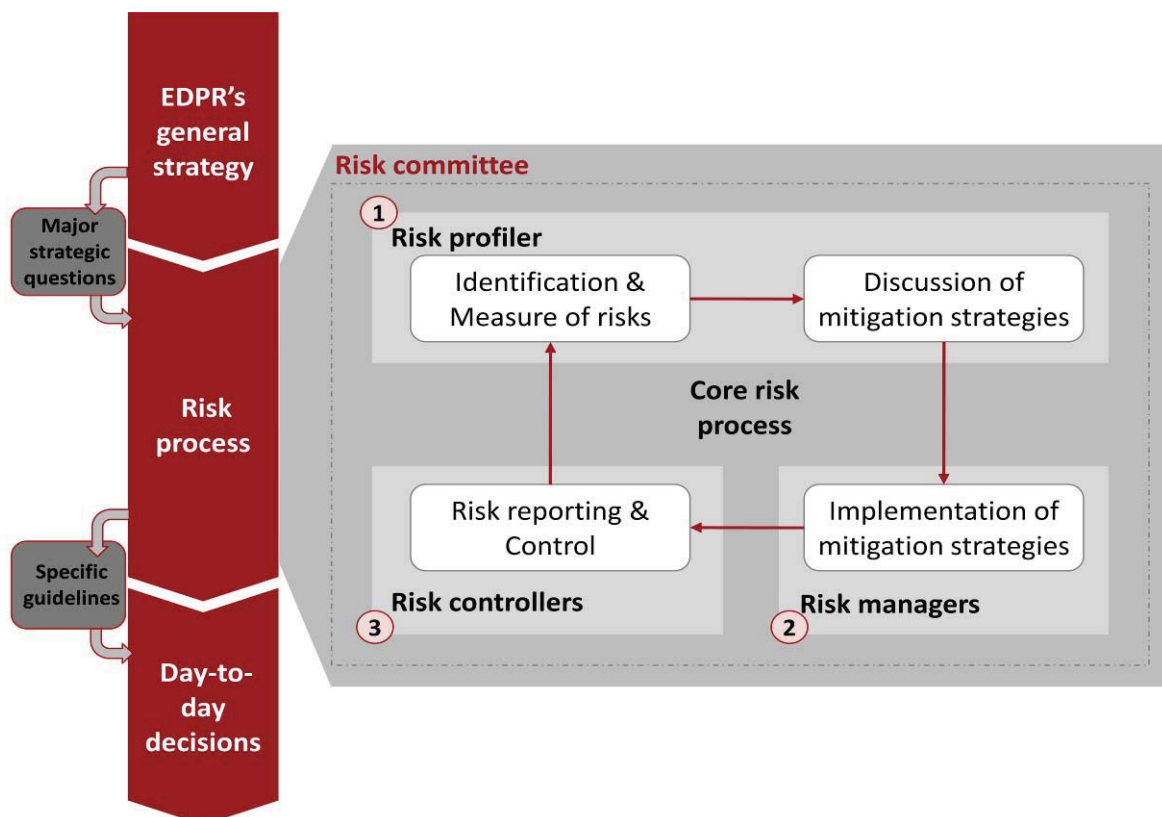 EDPR's
general
strategy
Major
strategic
questions
Risk
process
Specific
guidelines
Day-to-
day
decisions
Risk committee
1
Risk profiler
Identification &
Measure of risks
Discussion of
mitigation strategies
Core risk
process
Risk reporting &
Control
Implementation of
mitigation strategies
Risk controllers
3
Risk managers
2